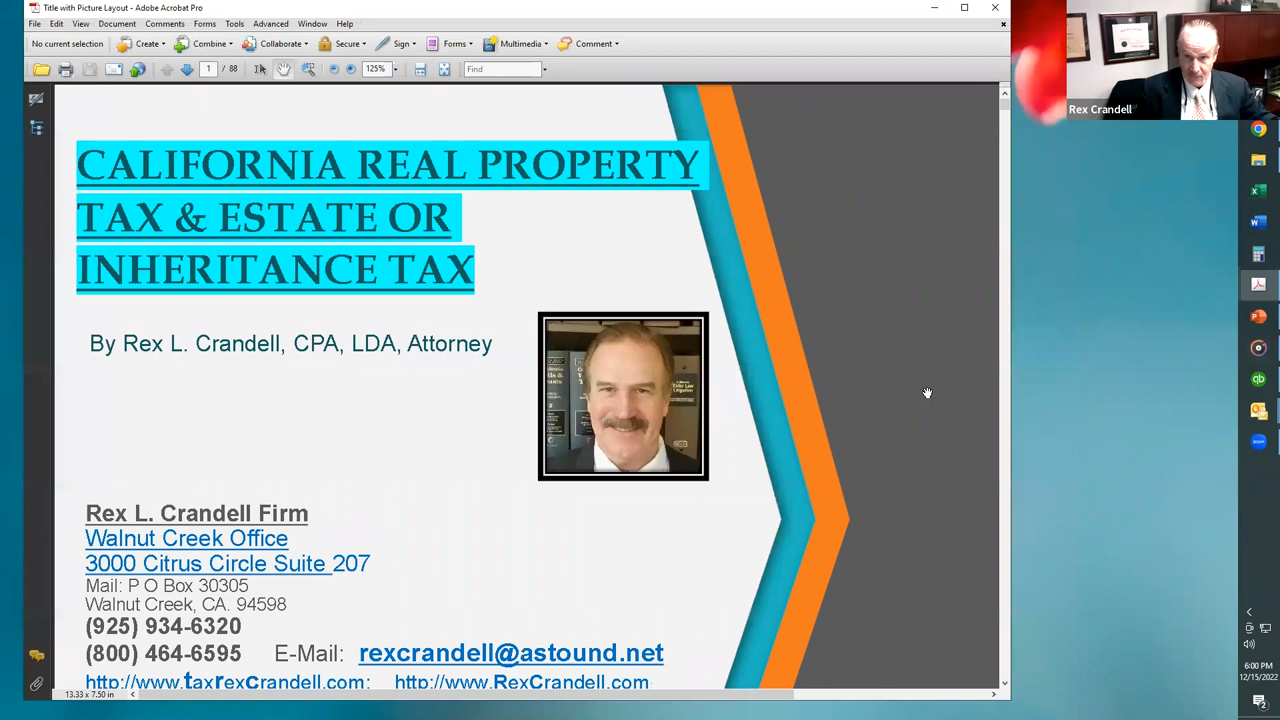 Title with Picture Layout - Adobe Acrobat Pro
File Edit View Document Comments Forms Tools Advanced Window Help
No current selection Create Combine Collaborate Secure Sign Forms Multimedia Comment
1 / 88 125% Find
Rex Crandell
CALIFORNIA REAL PROPERTY
TAX & ESTATE OR
INHERITANCE TAX
By Rex L. Crandell, CPA, LDA, Attorney
Rex L. Crandell Firm
Walnut Creek Office
3000 Citrus Circle Suite 207
Mail: P O Box 30305
Walnut Creek, CA. 94598
(925) 934-6320
(800) 464-6595 E-Mail: rexcrandell@astound.net
http://www.taxrexCrandell.com; http://www.RexCrandell.com
13.33 x 7.50 in
6:00 PM
12/15/2022
2